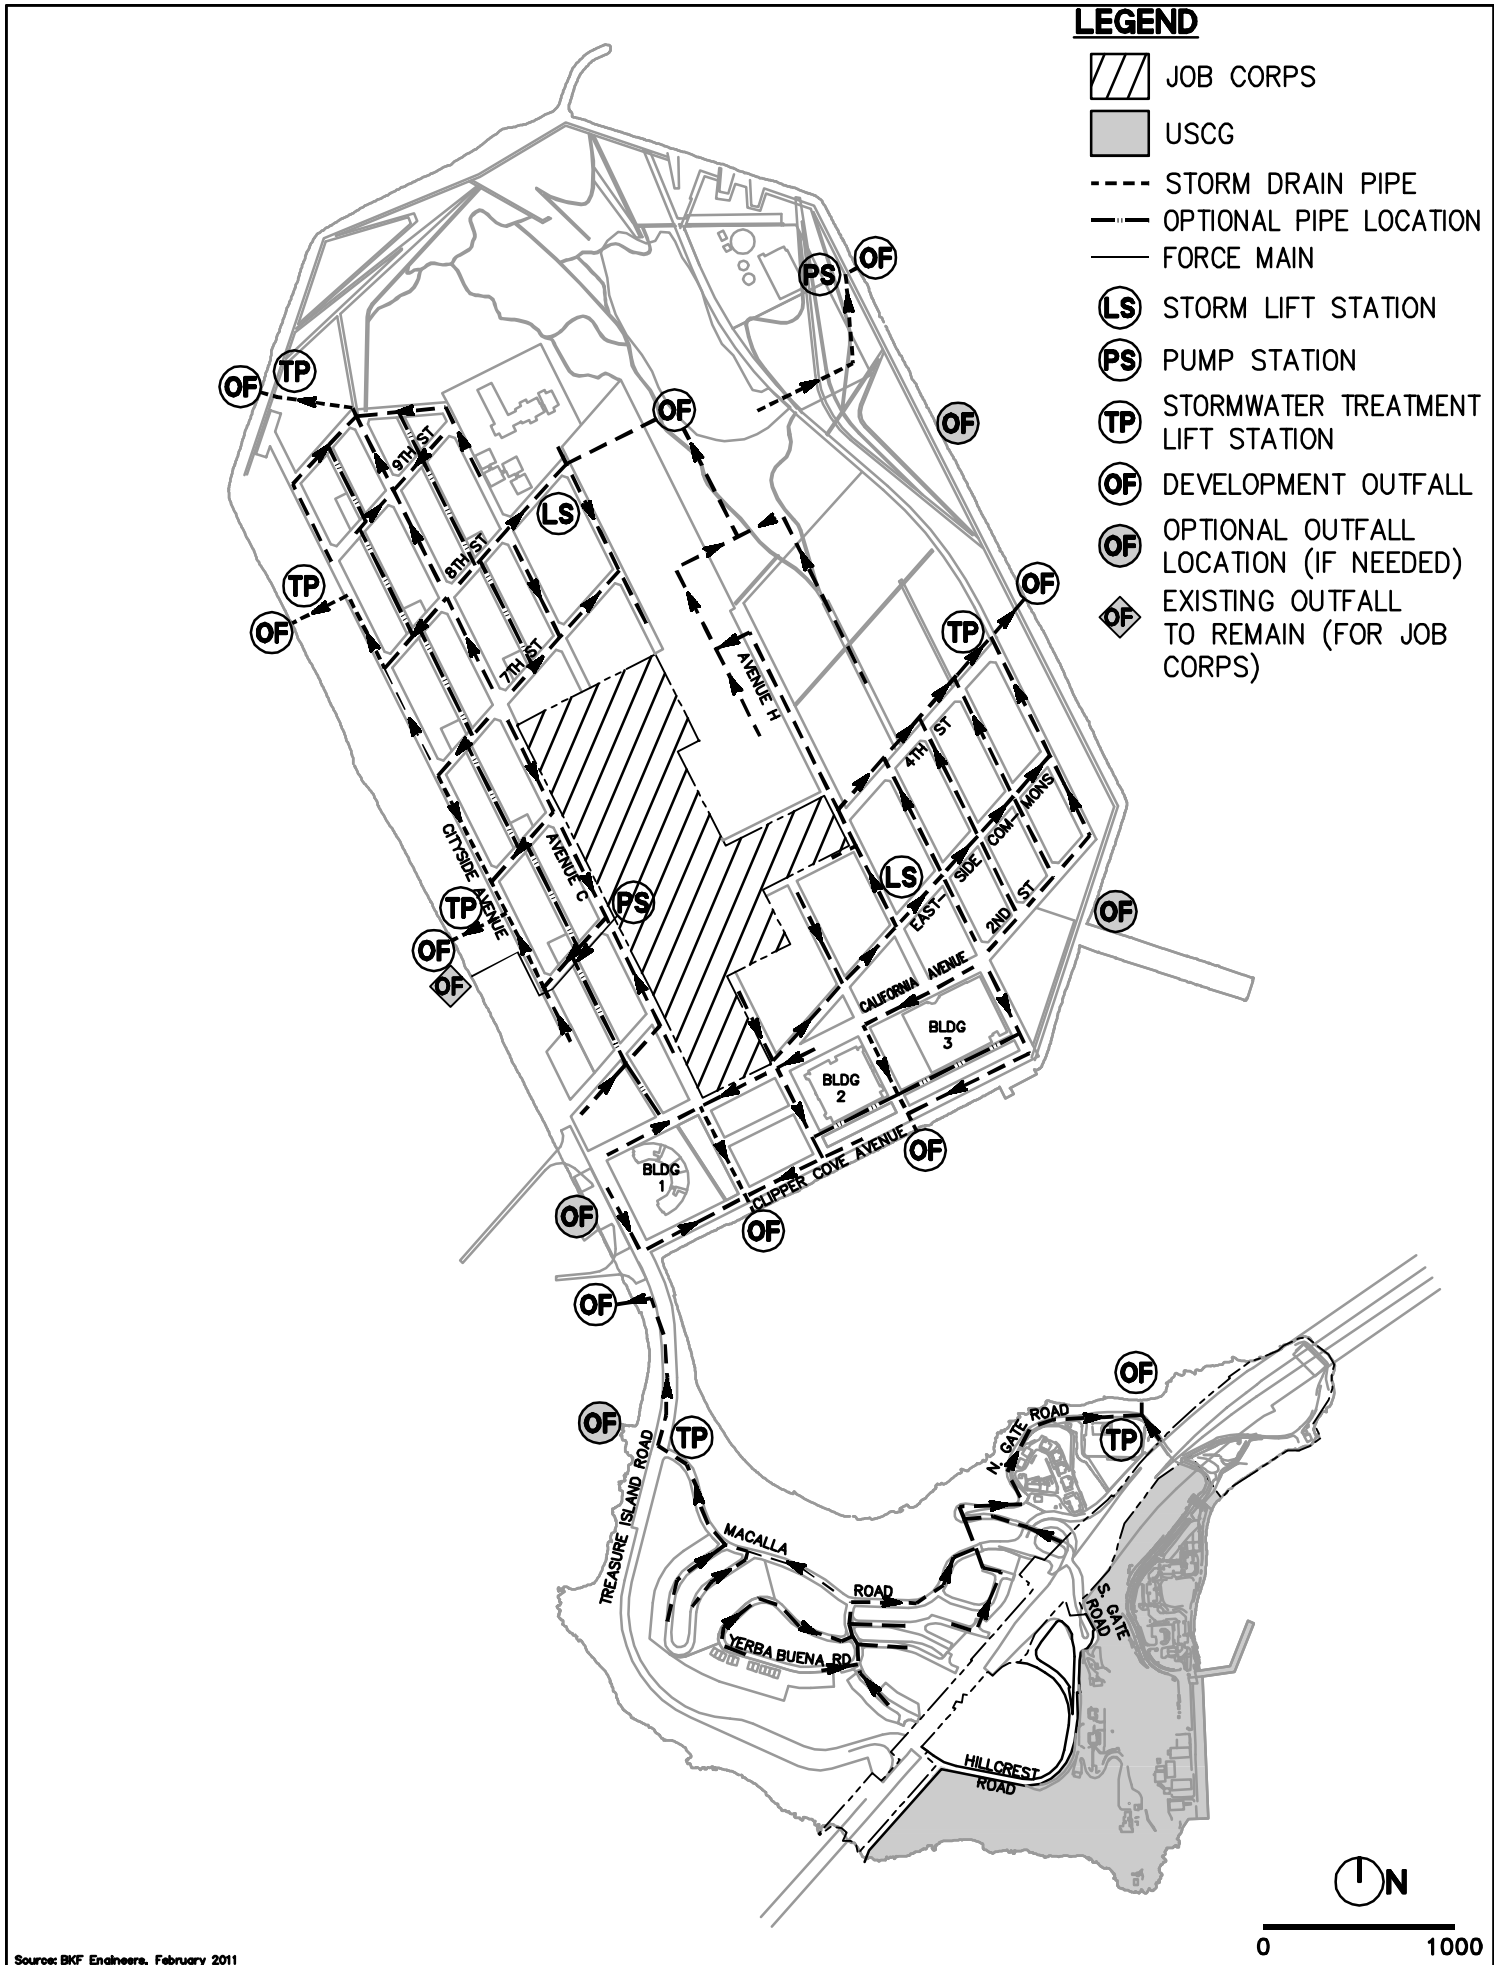 LEGEND
JOB CORPS
USCG
STORM DRAIN PIPE
OPTIONAL PIPE LOCATION
FORCE MAIN
LS STORM LIFT STATION
PS PUMP STATION
TP STORMWATER TREATMENT
LIFT STATION
OF DEVELOPMENT OUTFALL
OF OPTIONAL OUTFALL
LOCATION (IF NEEDED)
OF EXISTING OUTFALL
TO REMAIN (FOR JOB
CORPS)
PS
OF
TP
OF
OF
OF
9TH ST
LS
8TH ST
TP
OF
OF
TP
OF
7TH ST
AVENUE H
4TH ST
EAST-SIDE COM-MONS
CITYSIDE AVENUE
AVENUE C
LS
PS
TP
OF
OF
2ND ST
OF
CALIFORNIA AVENUE
BLDG
3
BLDG
2
BLDG
1
CLIPPER COVE AVENUE
OF
OF
OF
OF
OF
TP
TREASURE ISLAND ROAD
OF
N. GATE ROAD
TP
MACALLA
ROAD
YERBA BUENA RD
S. GATE
ROAD
HILLCREST
ROAD
N
0 1000
Source: BKF Engineers, February 2011